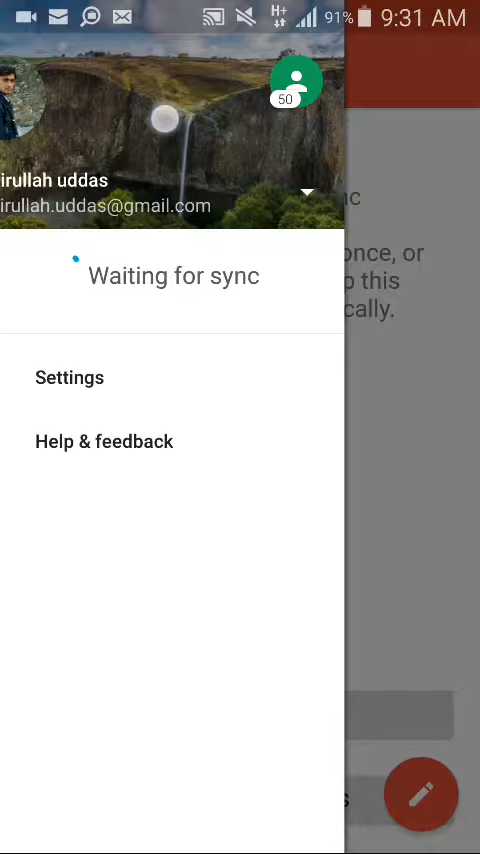 91% 9:31 AM
50
irullah uddas
irullah.uddas@gmail.com
Waiting for sync
Settings
Help & feedback
nc
once, or
p this
cally.
s